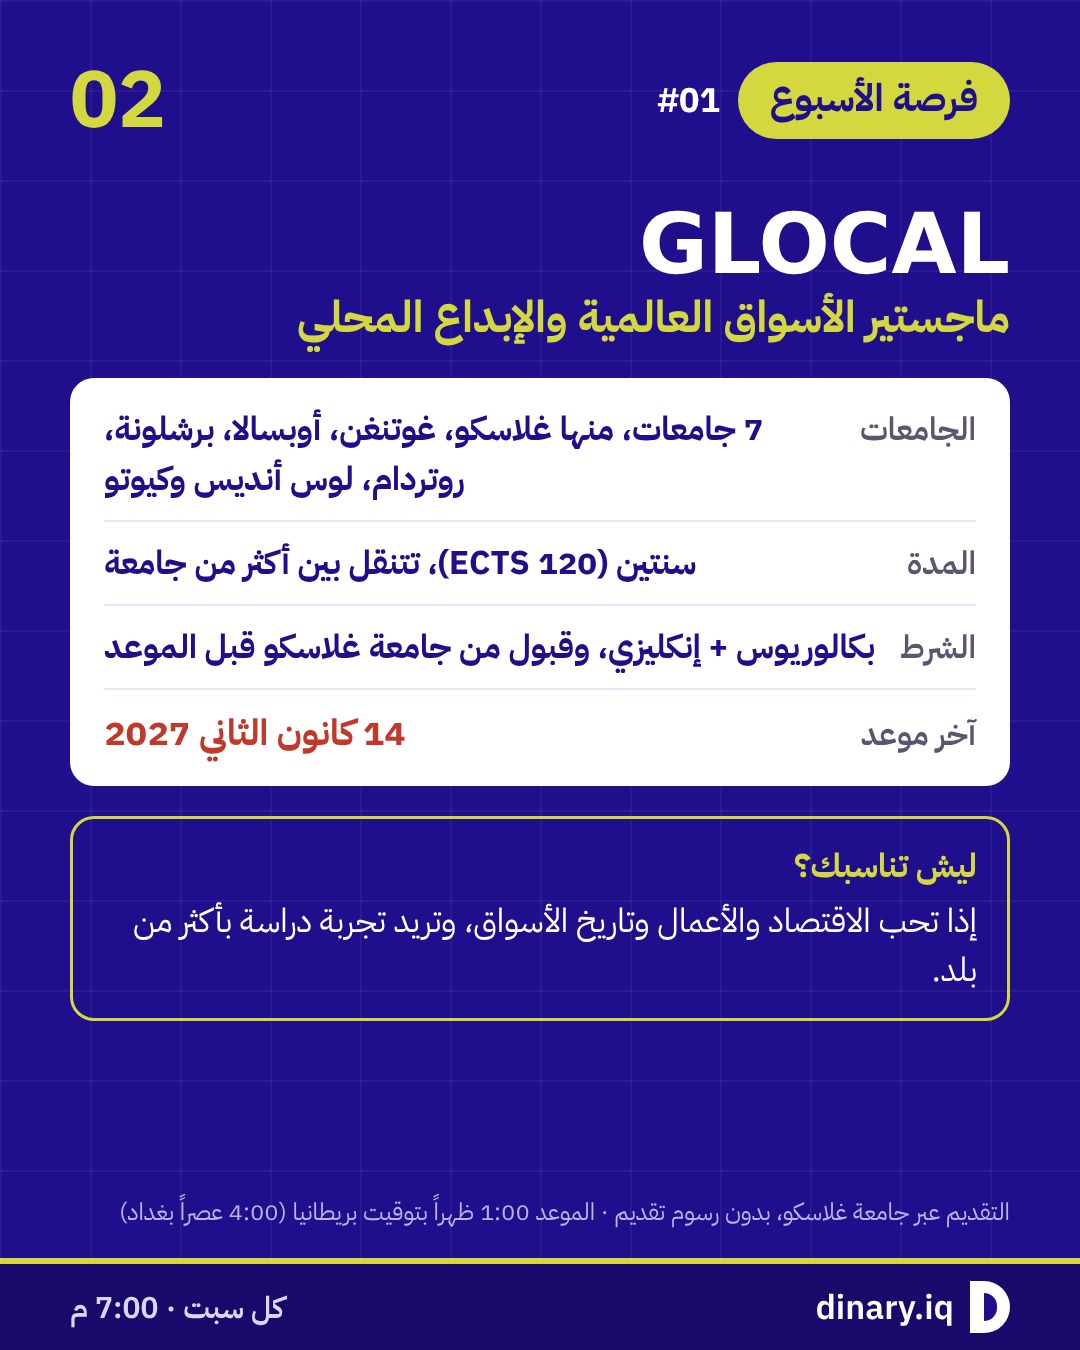 فرصة الأسبوع #01 02
GLOCAL
ماجستير الأسواق العالمية والإبداع المحلي
الجامعات 7 جامعات، منها غلاسكو، غوتنغن، أوبسالا، برشلونة،
روتردام، لوس أنديس وكيوتو
المدة سنتين (120 ECTS)، تتنقل بين أكثر من جامعة
الشرط بكالوريوس + إنكليزي، وقبول من جامعة غلاسكو قبل الموعد
آخر موعد 14 كانون الثاني 2027
ليش تناسبك؟
إذا تحب الاقتصاد والأعمال وتاريخ الأسواق، وتريد تجربة دراسة بأكثر من
بلد.
التقديم عبر جامعة غلاسكو، بدون رسوم تقديم · الموعد 1:00 ظهراً بتوقيت بريطانيا (4:00 عصراً بغداد)
D dinary.iq كل سبت · 7:00 م